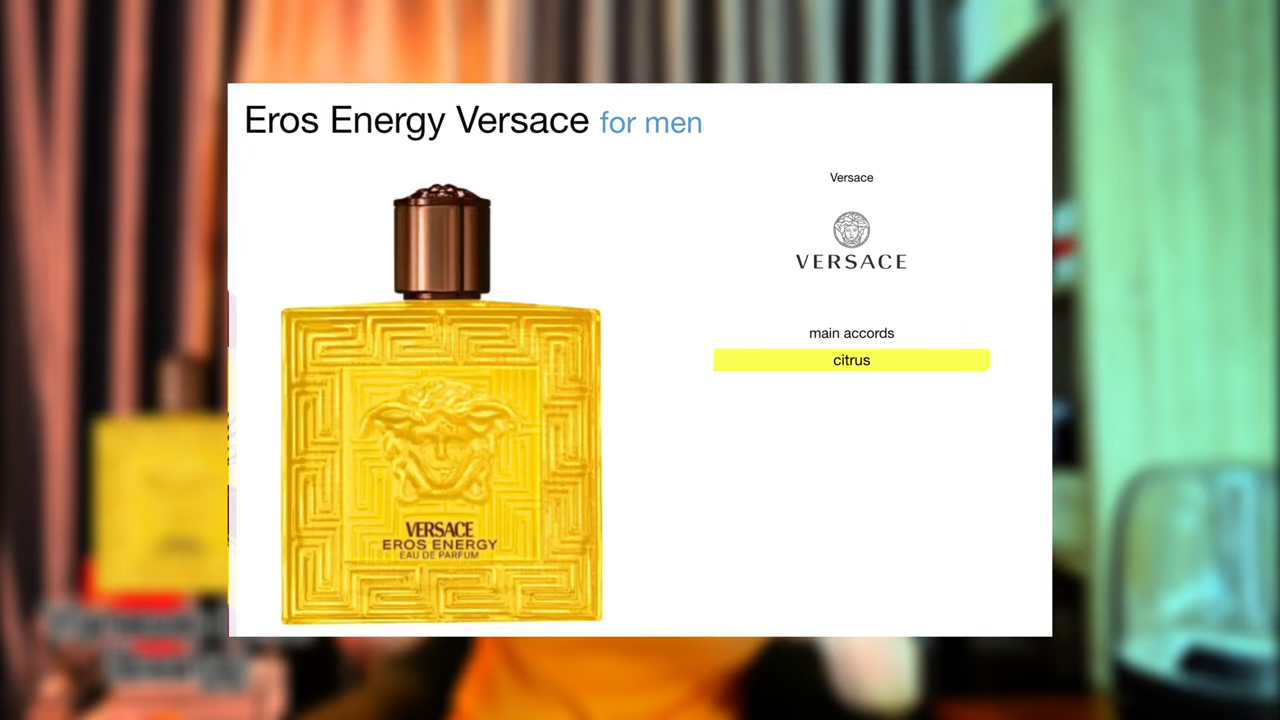 Eros Energy Versace for men
Versace
VERSACE
main accords
citrus
VERSACE
EROS ENERGY
EAU DE PARFUM